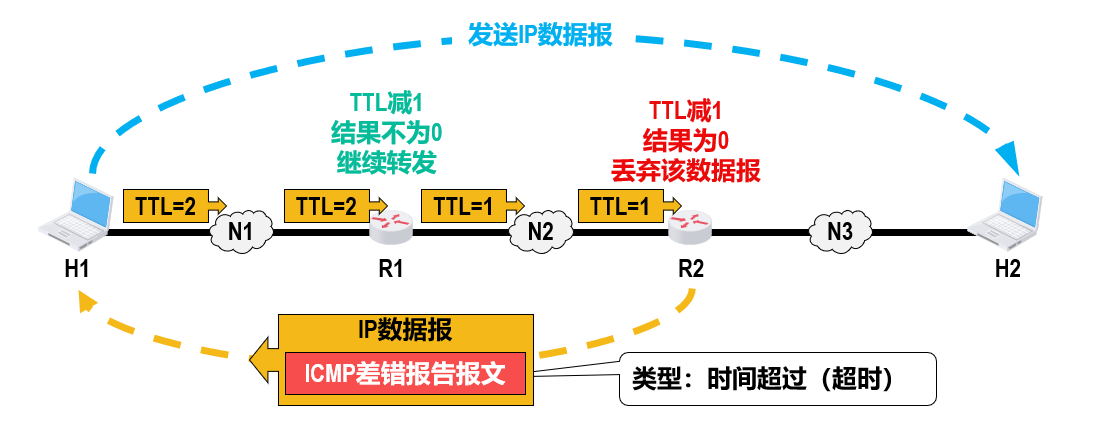 发送IP数据报
TTL减1
结果不为0
继续转发
TTL减1
结果为0
丢弃该数据报
TTL=2
TTL=2
TTL=1
TTL=1
N1
N2
N3
H1
R1
R2
H2
IP数据报
ICMP差错报告报文
类型：时间超过（超时）